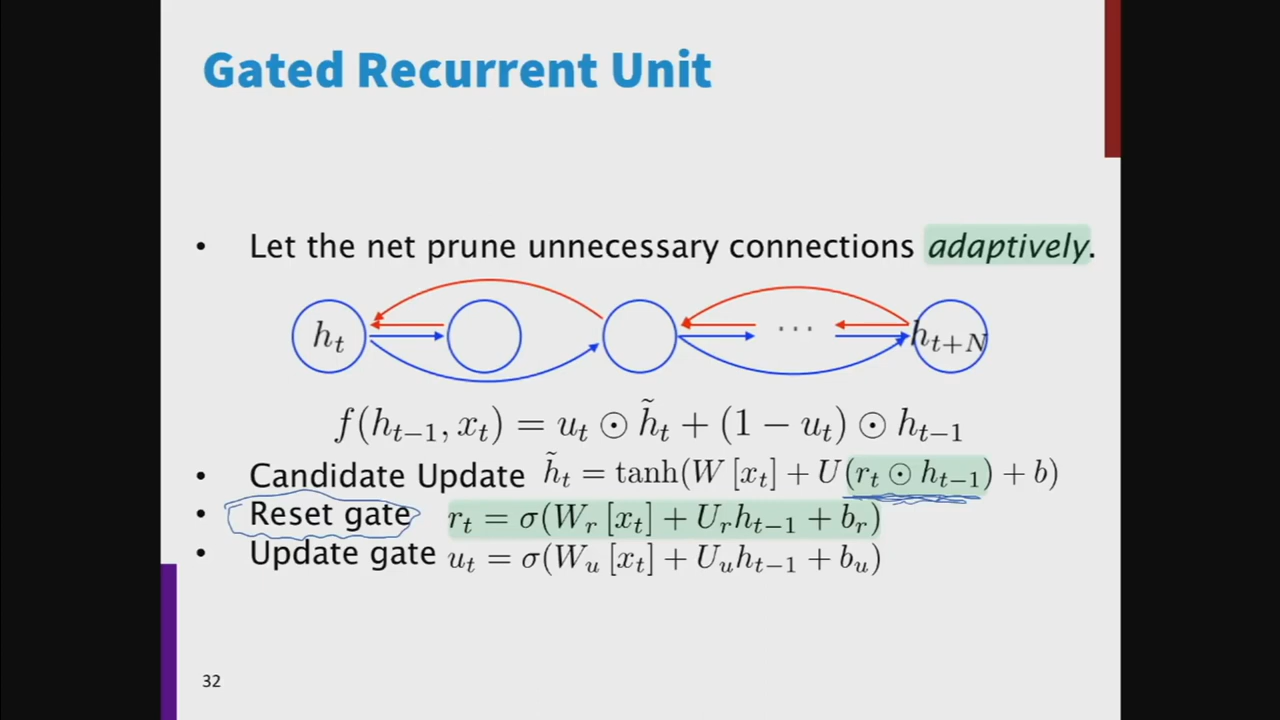 Gated Recurrent Unit
• Let the net prune unnecessary connections adaptively.
h_t ··· h_{t+N}
f(h_{t−1}, x_t) = u_t ⊙ h̃_t + (1 − u_t) ⊙ h_{t−1}
• Candidate Update h̃_t = tanh(W [x_t] + U(r_t ⊙ h_{t−1}) + b)
• Reset gate r_t = σ(W_r [x_t] + U_r h_{t−1} + b_r)
• Update gate u_t = σ(W_u [x_t] + U_u h_{t−1} + b_u)
32